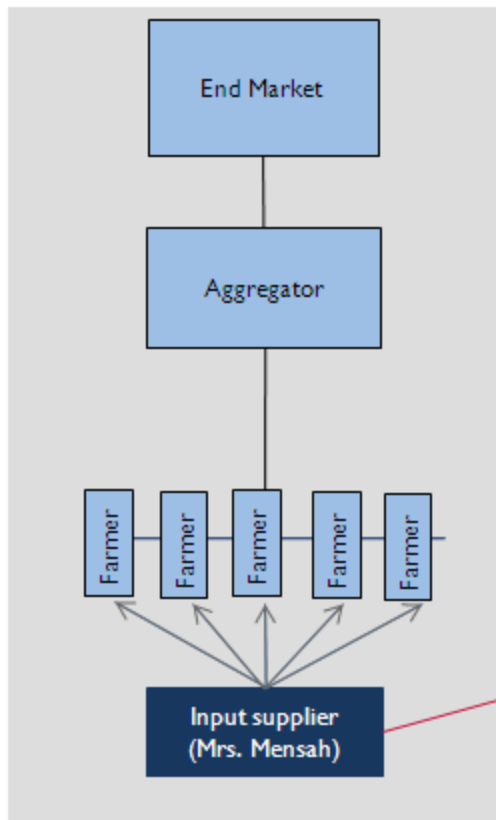 End Market
Aggregator
Farmer
Farmer
Farmer
Farmer
Farmer
Input supplier
(Mrs. Mensah)